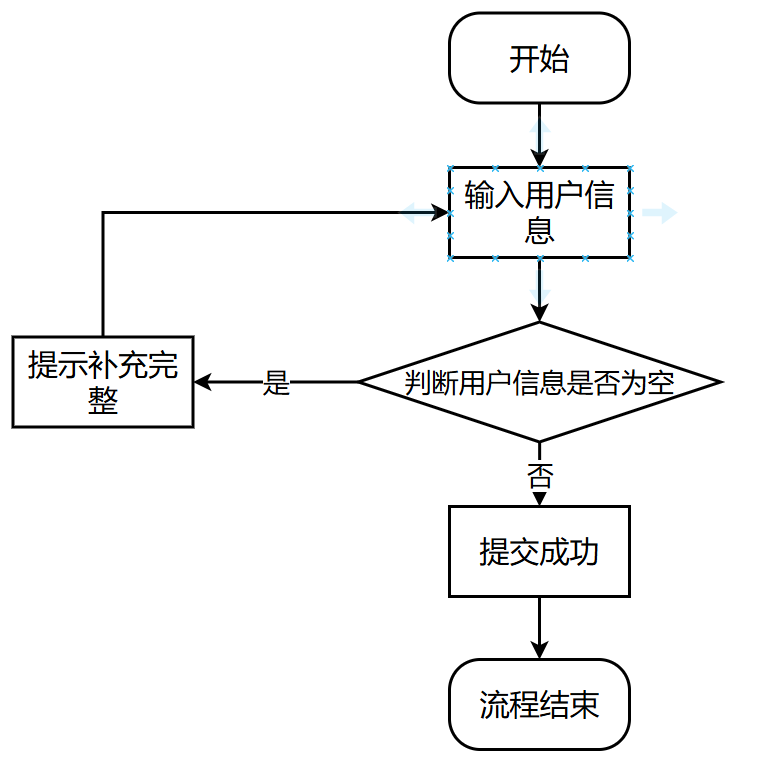 开始
输入用户信
息
提示补充完
整
是
判断用户信息是否为空
否
提交成功
流程结束